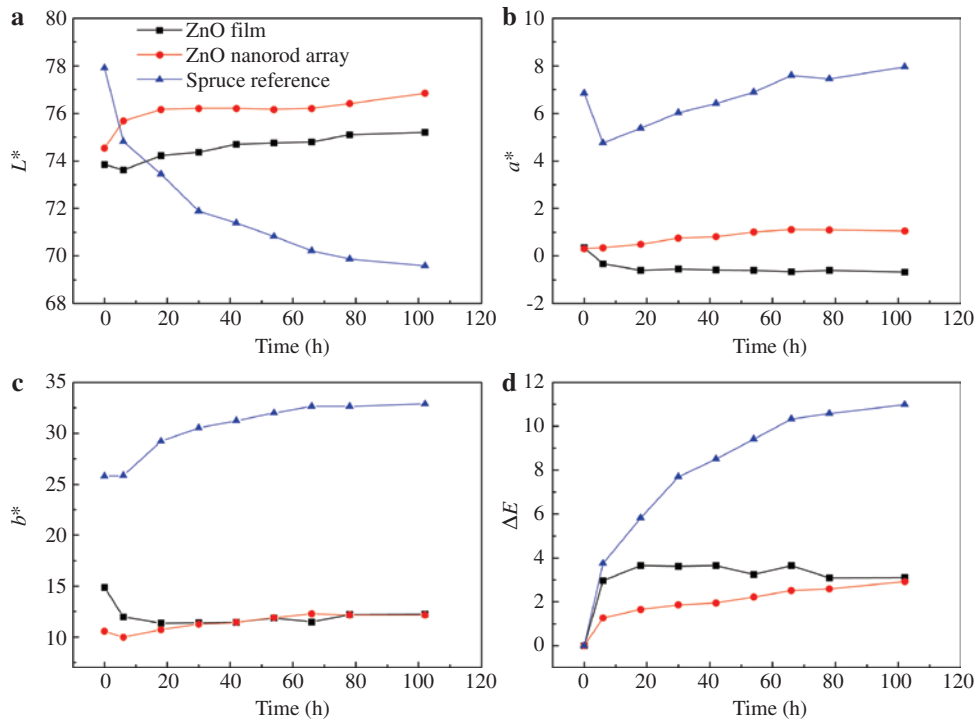 a
80
78
76
74
72
70
68
L*
ZnO film
ZnO nanorod array
Spruce reference
0 20 40 60 80 100 120
Time (h)
b
10
8
6
4
2
0
-2
a*
0 20 40 60 80 100 120
Time (h)
c
35
30
25
20
15
10
b*
0 20 40 60 80 100 120
Time (h)
d
12
10
8
6
4
2
0
ΔE
0 20 40 60 80 100 120
Time (h)